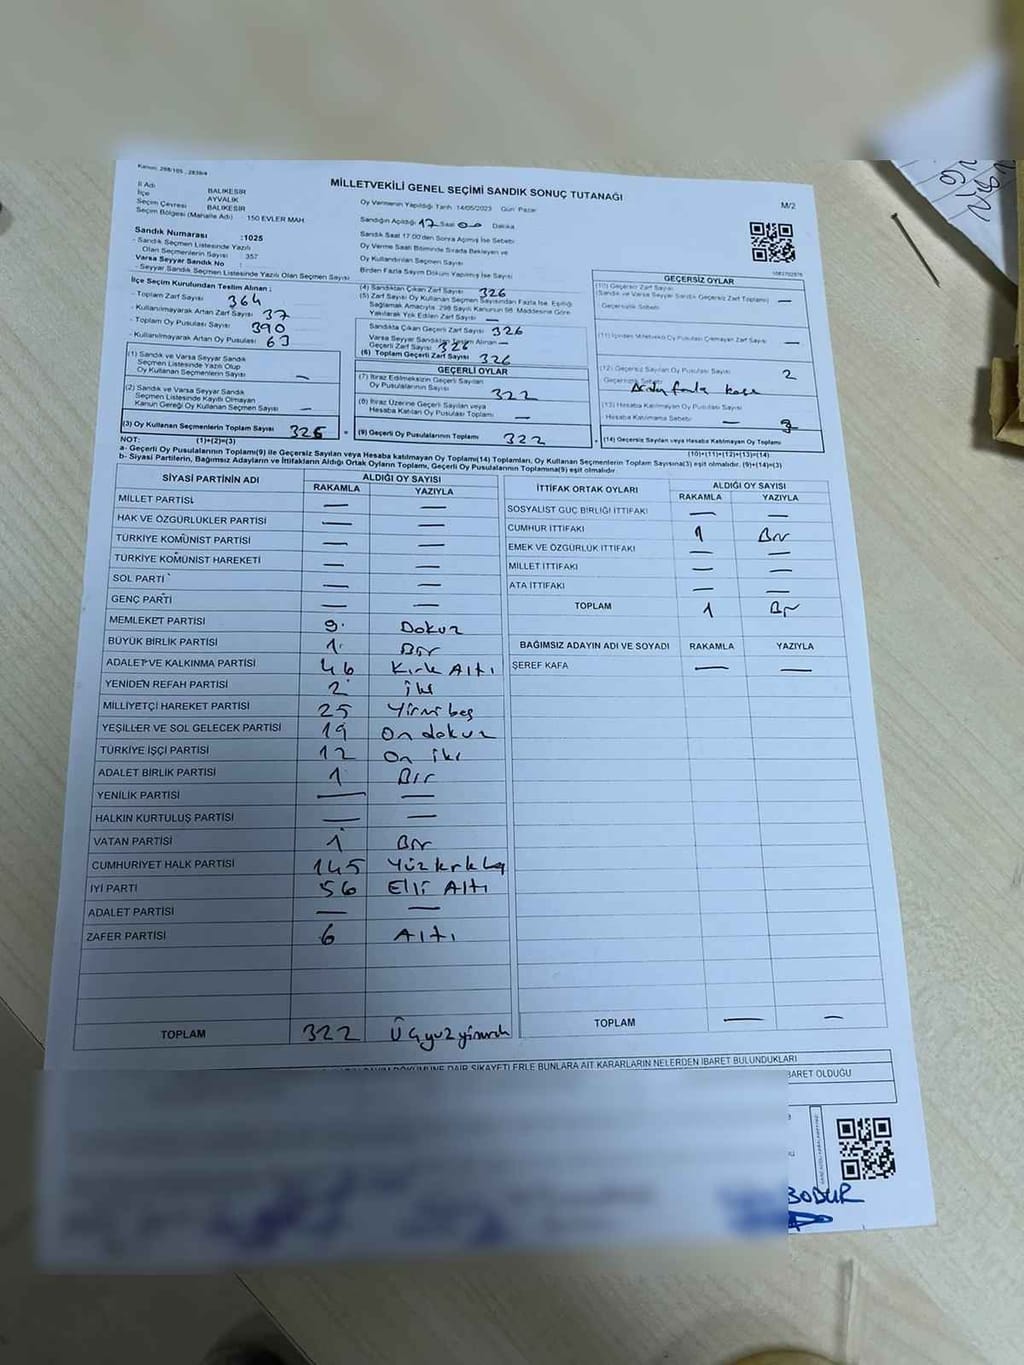 Kanun: 298/105 , 2839/4
MİLLETVEKİLİ GENEL SEÇİMİ SANDIK SONUÇ TUTANAĞI
M/2
İl Adı BALIKESİR
İlçe AYVALIK
Seçim Çevresi BALIKESİR
Seçim Bölgesi (Mahalle Adı) 150 EVLER MAH.
Sandık Numarası :1025
- Sandık Seçmen Listesinde Yazılı
Olan Seçmenlerin Sayısı 357
Varsa Seyyar Sandık No :
- Seyyar Sandık Seçmen Listesinde Yazılı Olan Seçmen Sayısı
Oy Vermenin Yapıldığı Tarih :14/05/2023 Gün: Pazar
Sandığın Açıldığı 17 Saat 00 Dakika
Sandık Saat 17:00'den Sonra Açılmış İse Sebebi
Oy Verme Saati Bitiminde Sırada Bekleyen ve
Oy Kullandırılan Seçmen Sayısı
Birden Fazla Sayım Döküm Yapılmış İse Sayısı
İlçe Seçim Kurulundan Teslim Alınan ;
- Toplam Zarf Sayısı 364
- Kullanılmayarak Artan Zarf Sayısı 37
- Toplam Oy Pusulası Sayısı 390
- Kullanılmayarak Artan Oy Pusulası 63
(1) Sandık ve Varsa Seyyar Sandık
Seçmen Listesinde Yazılı Olup
Oy Kullanan Seçmenlerin Sayısı —
(2) Sandık ve Varsa Seyyar Sandık
Seçmen Listesinde Kayıtlı Olmayan
Kanun Gereği Oy Kullanan Seçmen Sayısı —
(3) Oy Kullanan Seçmenlerin Toplam Sayısı 326
(4) Sandıktan Çıkan Zarf Sayısı 326
(5) Zarf Sayısı Oy Kullanan Seçmen Sayısından Fazla İse, Eşitliği
Sağlamak Amacıyla, 298 Sayılı Kanunun 98. Maddesine Göre
Yakılarak Yok Edilen Zarf Sayısı —
Sandıkta Çıkan Geçerli Zarf Sayısı 326
Varsa Seyyar Sandıktan Teslim Alınan —
Geçerli Zarf Sayısı 326
(6) Toplam Geçerli Zarf Sayısı 326
GEÇERLİ OYLAR
(7) İtiraz Edilmeksizin Geçerli Sayılan
Oy Pusulalarının Sayısı 322
(8) İtiraz Üzerine Geçerli Sayılan veya
Hesaba Katılan Oy Pusulası Toplamı —
(9) Geçerli Oy Pusulalarının Toplamı 322
GEÇERSİZ OYLAR
(10) Geçersiz Zarf Sayısı
(Sandık ve Varsa Seyyar Sandık Geçersiz Zarf Toplamı) —
Geçersizlik Sebebi:
(11) İçinden Milletvekili Oy Pusulası Çıkmayan Zarf Sayısı —
(12) Geçersiz Sayılan Oy Pusulası Sayısı 2
Geçersizlik Sebebi:
(13) Hesaba Katılmayan Oy Pusulası Sayısı
Hesaba Katılmama Sebebi: —
(14) Geçersiz Sayılan veya Hesaba Katılmayan Oy Toplamı
NOT: (1)+(2)=(3) (10)+(11)+(12)+(13)=(14)
a- Geçerli Oy Pusulalarının Toplamı(9) ile Geçersiz Sayılan veya Hesaba katılmayan Oy Toplam(14) Toplamları, Oy Kullanan Seçmenlerin Toplam Sayısına(3) eşit olmalıdır. (9)+(14)=(3)
b- Siyasi Partilerin, Bağımsız Adayların ve İttifakların Aldığı Ortak Oyların Toplamı, Geçerli Oy Pusulalarının Toplamına(9) eşit olmalıdır.
SİYASİ PARTİNİN ADI ALDIĞI OY SAYISI
RAKAMLA YAZIYLA
MİLLET PARTİSİ — —
HAK VE ÖZGÜRLÜKLER PARTİSİ — —
TÜRKİYE KOMÜNİST PARTİSİ — —
TÜRKİYE KOMÜNİST HAREKETİ — —
SOL PARTİ — —
GENÇ PARTİ — —
MEMLEKET PARTİSİ 9 Dokuz
BÜYÜK BİRLİK PARTİSİ 1 Bir
ADALET VE KALKINMA PARTİSİ 46 Kırk Altı
YENİDEN REFAH PARTİSİ 2 İki
MİLLİYETÇİ HAREKET PARTİSİ 25 Yirmi beş
YEŞİLLER VE SOL GELECEK PARTİSİ 19 On dokuz
TÜRKİYE İŞÇİ PARTİSİ 12 On iki
ADALET BİRLİK PARTİSİ 1 Bir
YENİLİK PARTİSİ — —
HALKIN KURTULUŞ PARTİSİ — —
VATAN PARTİSİ 1 Bir
CUMHURİYET HALK PARTİSİ 145 Yüz kırk beş
İYİ PARTİ 56 Elli Altı
ADALET PARTİSİ — —
ZAFER PARTİSİ 6 Altı
TOPLAM 322
İTTİFAK ORTAK OYLARI ALDIĞI OY SAYISI
RAKAMLA YAZIYLA
SOSYALİST GÜÇ BİRLİĞİ İTTİFAKI — —
CUMHUR İTTİFAKI 1 Bir
EMEK VE ÖZGÜRLÜK İTTİFAKI — —
MİLLET İTTİFAKI — —
ATA İTTİFAKI — —
TOPLAM 1 Bir
BAĞIMSIZ ADAYIN ADI VE SOYADI RAKAMLA YAZIYLA
ŞEREF KAFA — —
TOPLAM — —
DÖKÜMÜNE DAİR ŞİKAYETLERLE BUNLARA AİT KARARLARIN NELERDEN İBARET BULUNDUKLARI
BARET OLDUĞU
BODUR